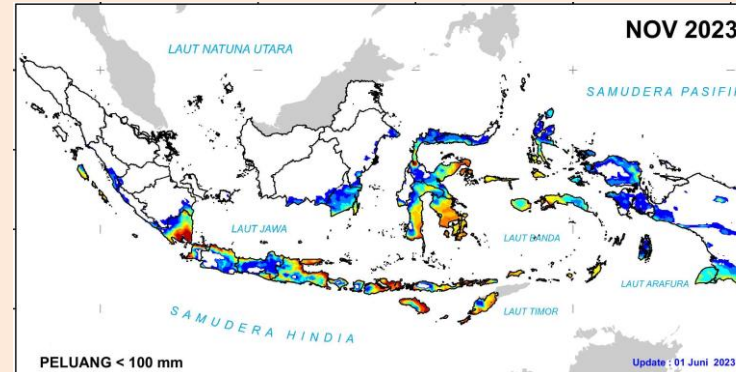 NOV 2023
LAUT NATUNA UTARA
SAMUDERA PASIFI
LAUT JAWA
LAUT BANDA
LAUT ARAFURA
LAUT TIMOR
SAMUDERA HINDIA
PELUANG < 100 mm
Update : 01 Juni 2023